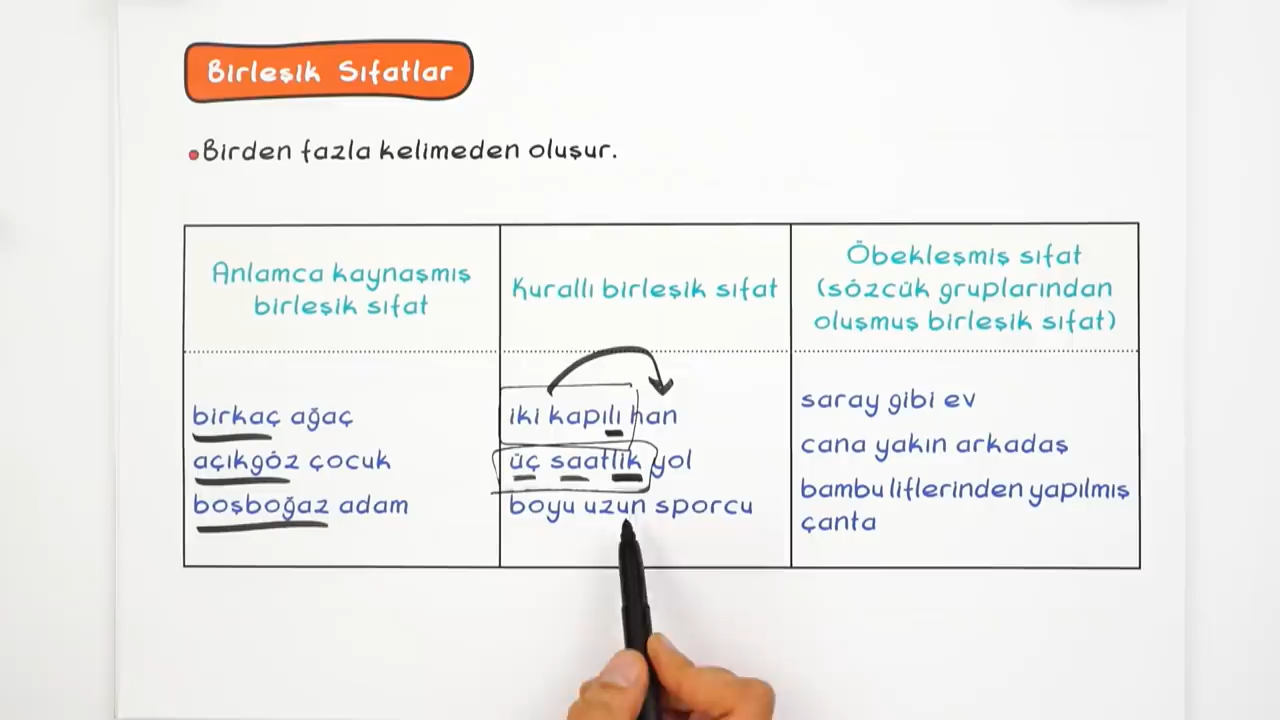 Birleşik Sıfatlar
Birden fazla kelimeden oluşur.
Anlamca kaynaşmış
birleşik sıfat
Kurallı birleşik sıfat
Öbekleşmiş sıfat
(sözcük gruplarından
oluşmuş birleşik sıfat)
birkaç ağaç
açıkgöz çocuk
boşboğaz adam
iki kapılı han
üç saatlik yol
boyu uzun sporcu
saray gibi ev
cana yakın arkadaş
bambu liflerinden yapılmış
çanta